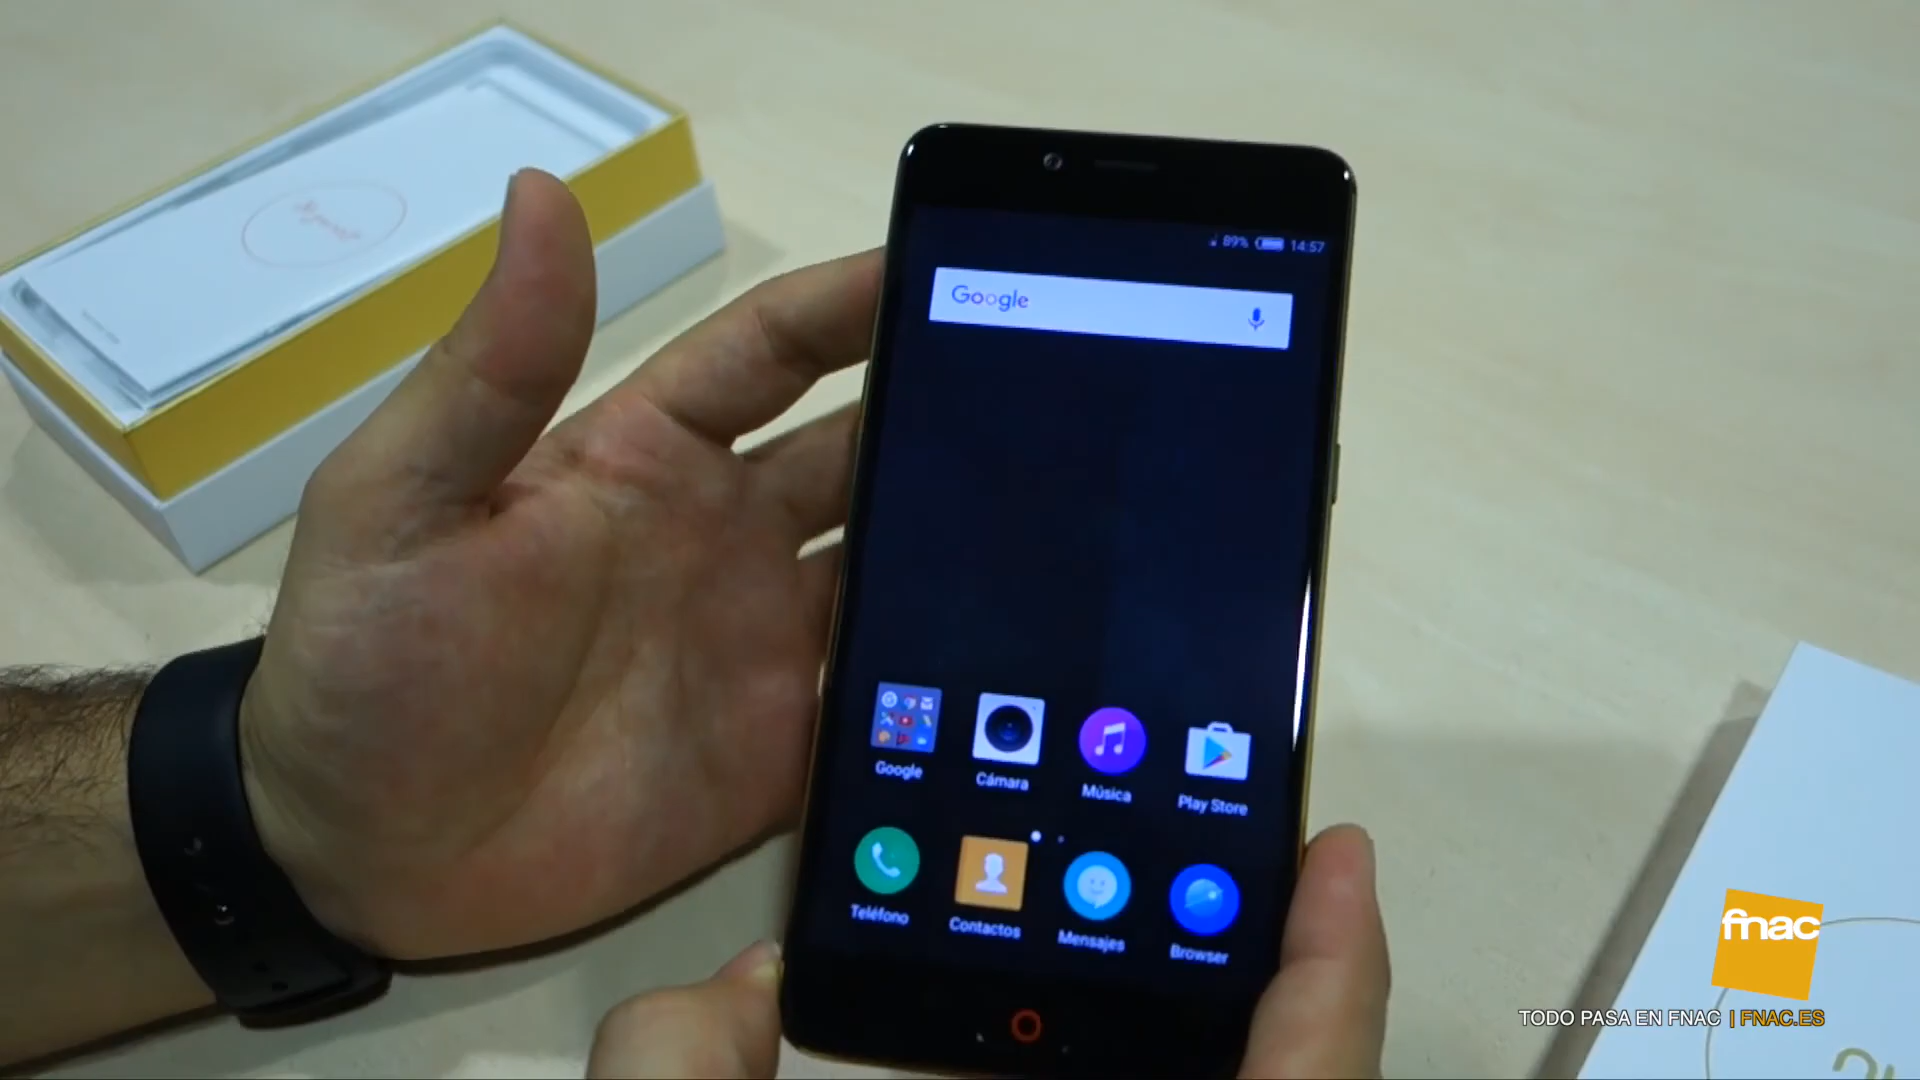 89% 14:57
Google
Google
Cámara
Música
Play Store
Teléfono
Contactos
Mensajes
Browser
fnac
TODO PASA EN FNAC | FNAC.ES